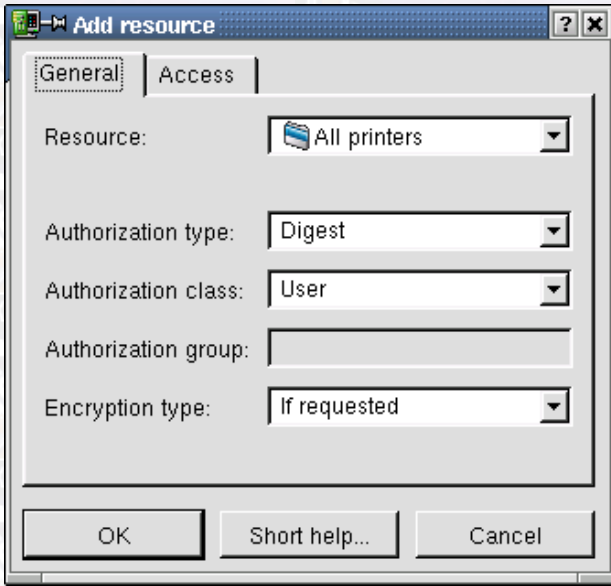 Add resource
General Access
Resource: All printers
Authorization type: Digest
Authorization class: User
Authorization group:
Encryption type: If requested
OK Short help... Cancel